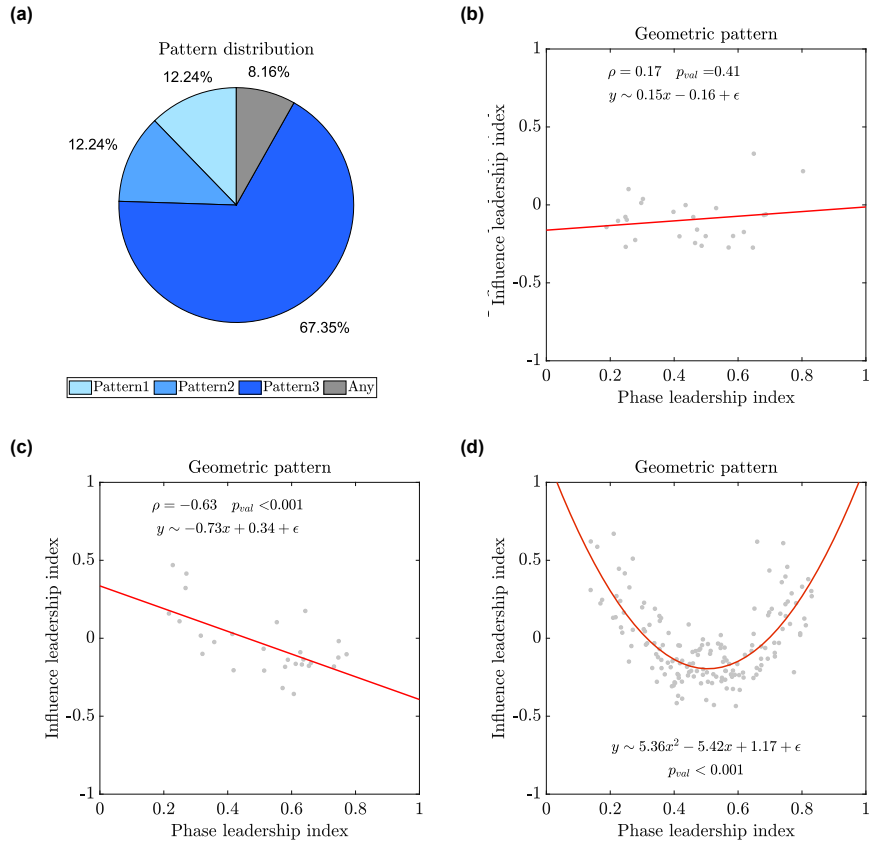 (a)
Pattern distribution
12.24%
8.16%
12.24%
67.35%
Pattern1 Pattern2 Pattern3 Any
(b)
Geometric pattern
ρ = 0.17 p_val =0.41
y ∼ 0.15x − 0.16 + ϵ
1
0.5
0
-0.5
-1
Influence leadership index
0 0.2 0.4 0.6 0.8 1
Phase leadership index
(c)
Geometric pattern
ρ = −0.63 p_val <0.001
y ∼ −0.73x + 0.34 + ϵ
1
0.5
0
-0.5
-1
Influence leadership index
0 0.2 0.4 0.6 0.8 1
Phase leadership index
(d)
Geometric pattern
1
0.5
0
-0.5
-1
Influence leadership index
y ∼ 5.36x² − 5.42x + 1.17 + ϵ
p_val < 0.001
0 0.2 0.4 0.6 0.8 1
Phase leadership index